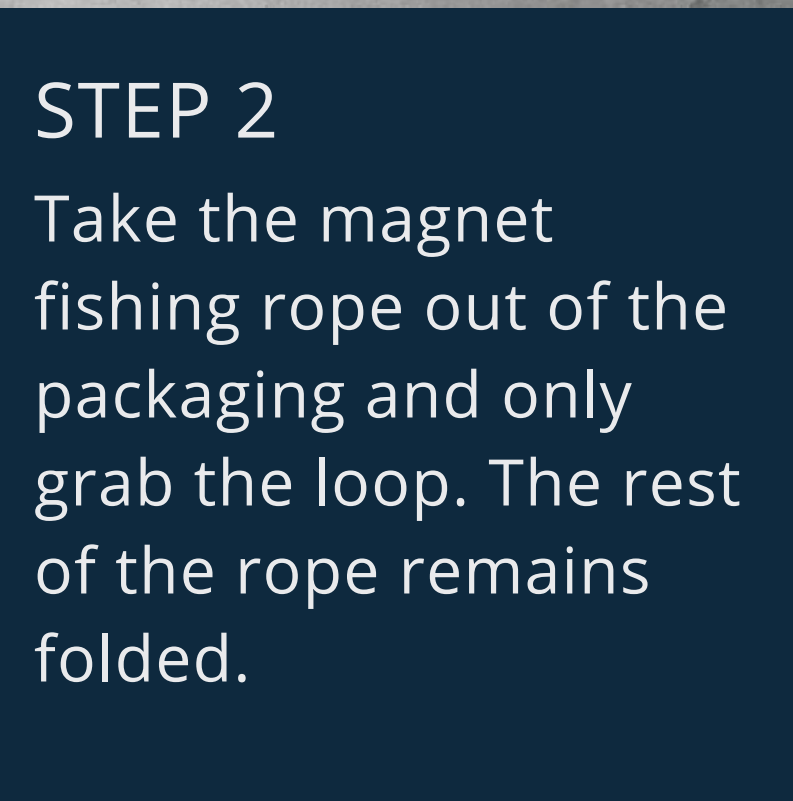 STEP 2
Take the magnet
fishing rope out of the
packaging and only
grab the loop. The rest
of the rope remains
folded.